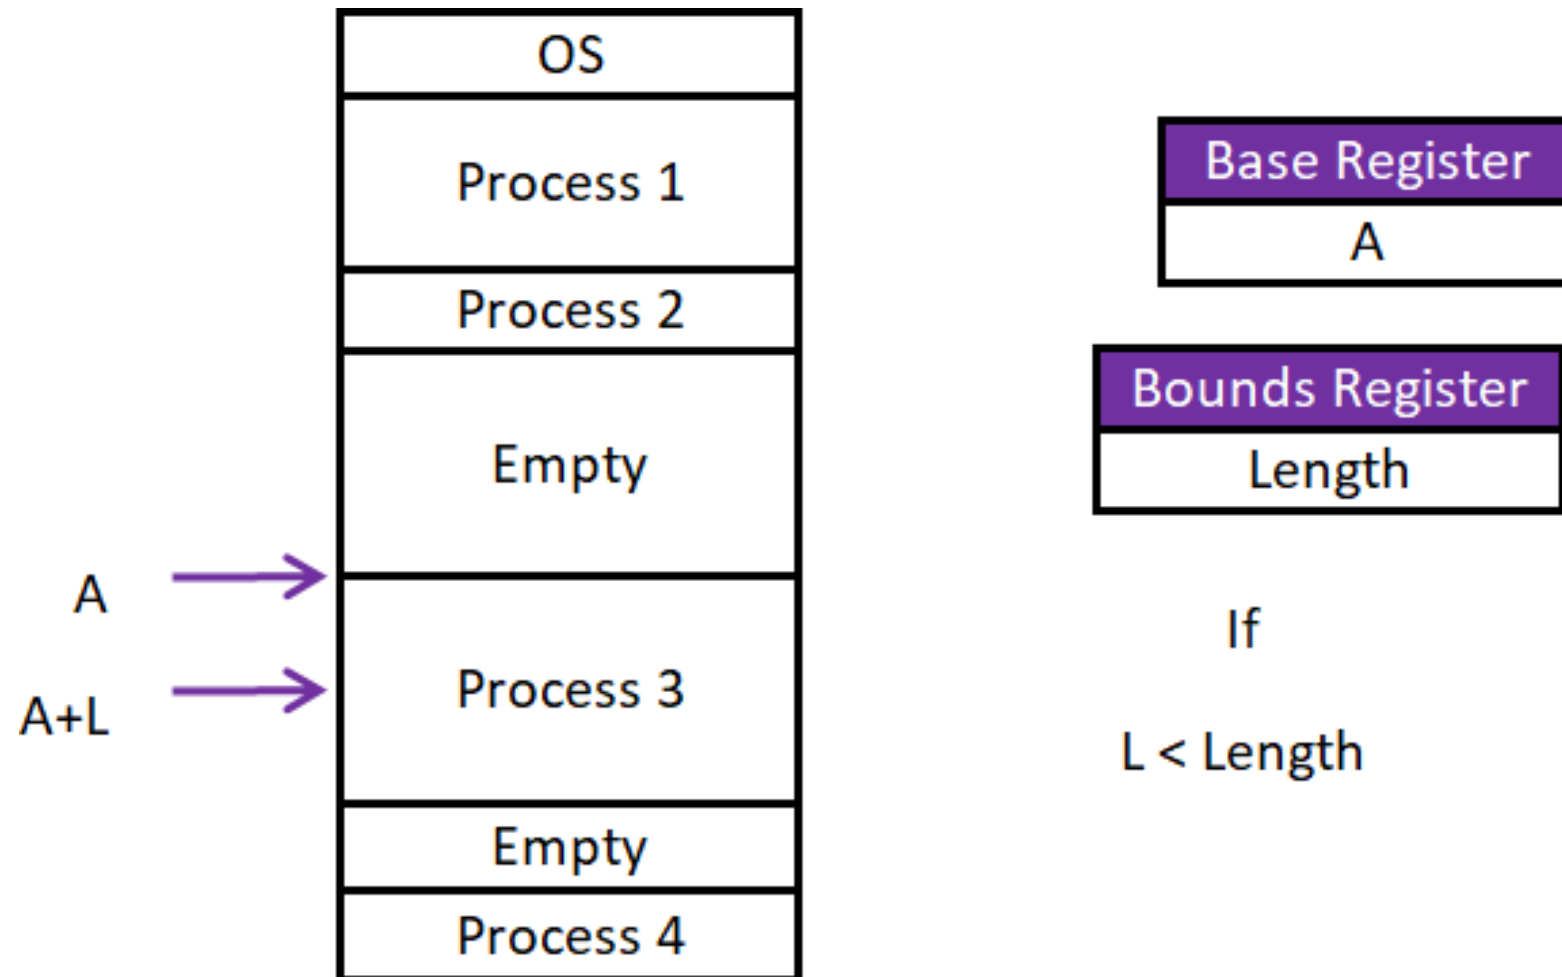 OS
Process 1
Process 2
Empty
A
Process 3
A+L
Empty
Process 4
Base Register
A
Bounds Register
Length
If
L < Length